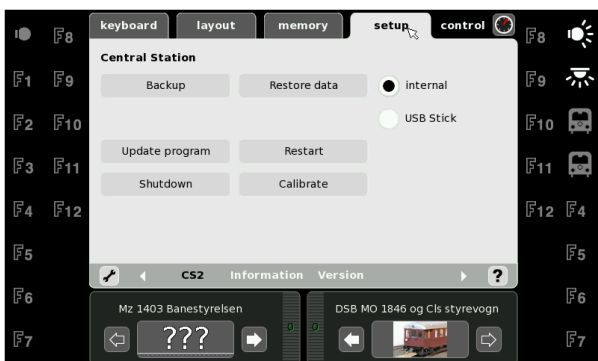 keyboard layout memory setup control
F8 F8
Central Station
F1 F9 Backup Restore data internal F9
USB Stick
F2 F10 F10
Update program Restart
F3 F11 F11
Shutdown Calibrate
F4 F12 F12 F4
F5 F5
CS2 Information Version ?
F6 F6
Mz 1403 Banestyrelsen DSB MO 1846 og Cls styrevogn
F7 ??? F7